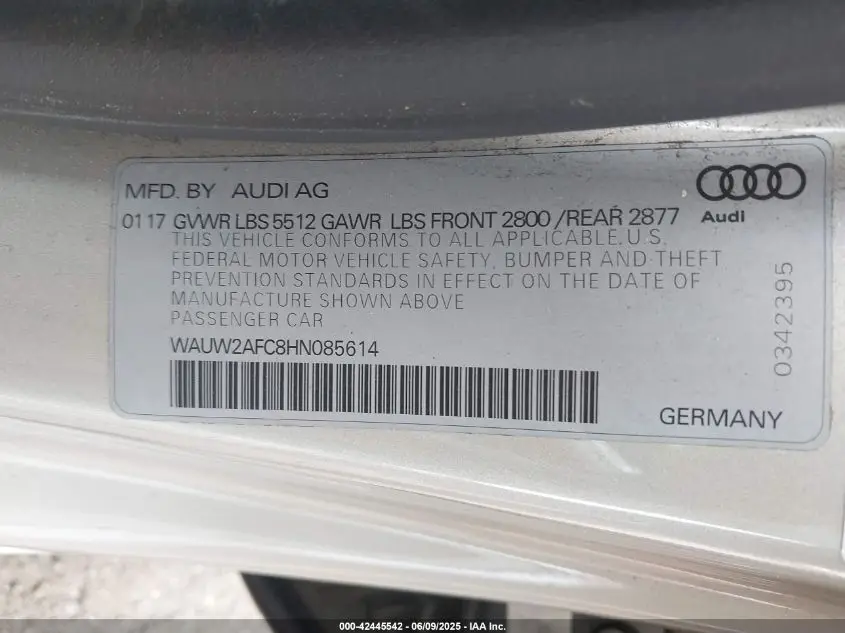 MFD. BY AUDI AG
Audi
01 17 GVWR LBS 5512 GAWR LBS FRONT 2800 /REAR 2877
THIS VEHICLE CONFORMS TO ALL APPLICABLE.U.S.
FEDERAL MOTOR VEHICLE SAFETY, BUMPER AND THEFT
PREVENTION STANDARDS IN EFFECT ON THE DATE OF
MANUFACTURE SHOWN ABOVE
PASSENGER CAR
WAUW2AFC8HN085614
0342395
GERMANY
000-42445542 | 06/09/2025 - IAA Inc.